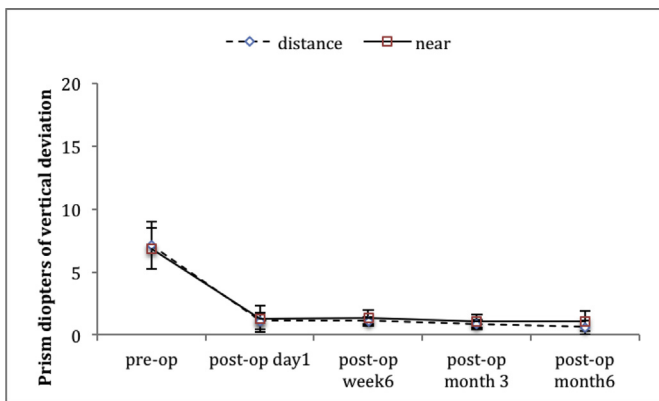 distance near
Prism diopters of vertical deviation
20
15
10
5
0
pre-op post-op day1 post-op post-op post-op
week6 month 3 month6